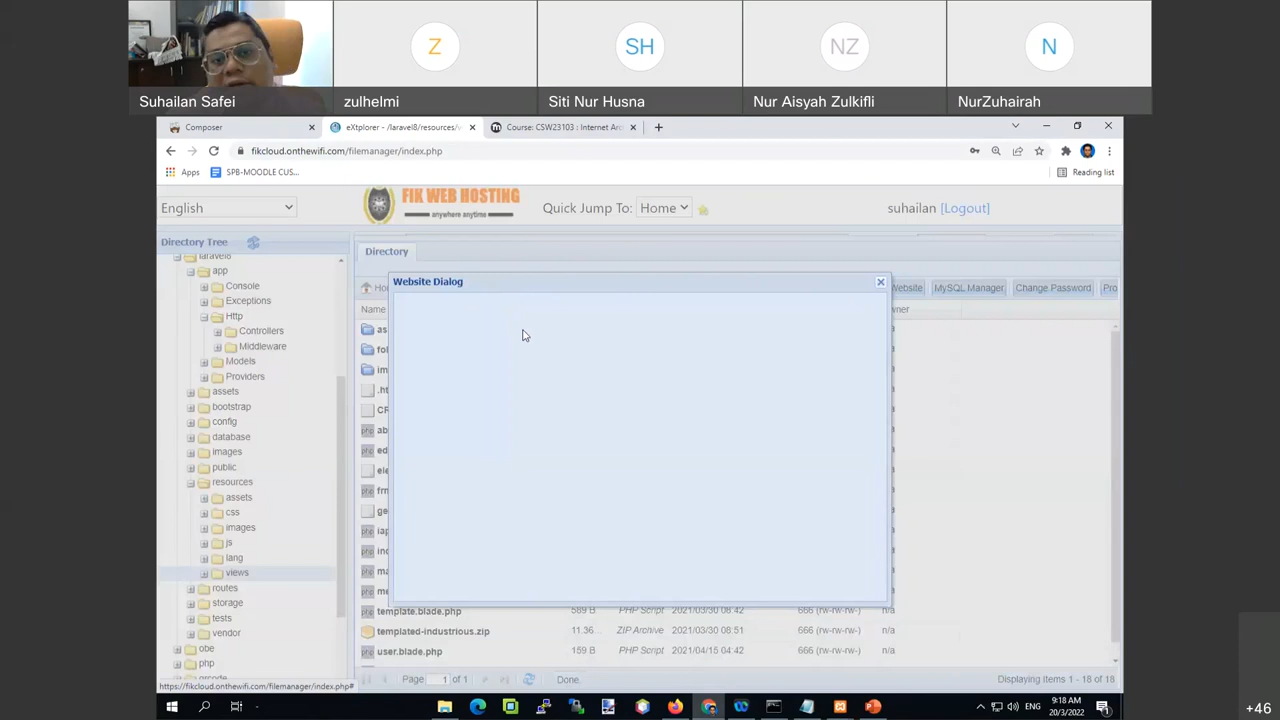 Z
SH
NZ
N
Suhailan Safei
zulhelmi
Siti Nur Husna
Nur Aisyah Zulkifli
NurZuhairah
Composer
eXtplorer - /laravel8/resources/v
Course: CSW23103 : Internet Arc
fikcloud.onthewifi.com/filemanager/index.php
Apps
SPB-MOODLE CUS...
Reading list
English
FIK WEB HOSTING
anywhere anytime
Quick Jump To: Home
suhailan [Logout]
Directory Tree
Directory
laravel8
app
Console
Exceptions
Http
Controllers
Middleware
Models
Providers
assets
bootstrap
config
database
images
public
resources
assets
css
images
js
lang
views
routes
storage
tests
vendor
obe
php
qrcode
Website Dialog
Website
MySQL Manager
Change Password
Pro
Name
template.blade.php 589 B PHP Script 2021/03/30 08:42 666 (rw-rw-rw-) n/a
templated-industrious.zip 11.36... ZIP Archive 2021/03/30 08:51 666 (rw-rw-rw-) n/a
user.blade.php 159 B PHP Script 2021/04/15 04:42 666 (rw-rw-rw-) n/a
https://fikcloud.onthewifi.com/filemanager/index.php#
Page 1 of 1
Done.
Displaying items 1 - 18 of 18
ENG
9:18 AM
20/3/2022
+46